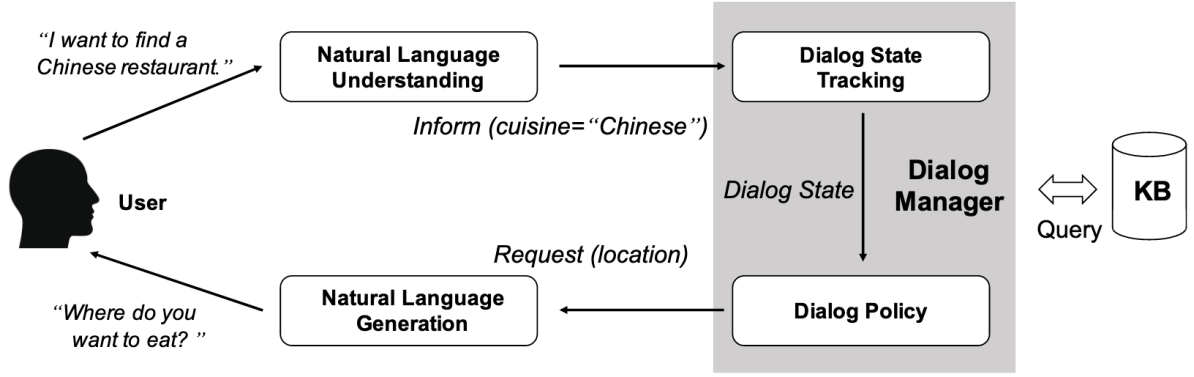 “I want to find a
Chinese restaurant.”
Natural Language
Understanding
Dialog State
Tracking
Inform (cuisine=“Chinese”)
User
Dialog State
Dialog
Manager
Query
KB
Request (location)
“Where do you
want to eat? ”
Natural Language
Generation
Dialog Policy